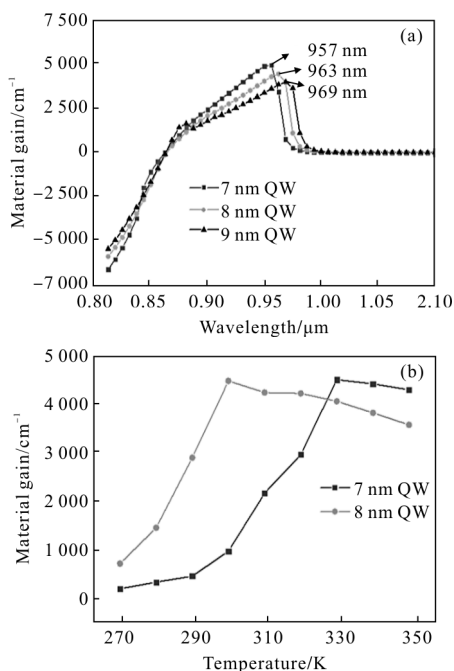 7 500
5 000
2 500
0
−2,500
−5,000
−7 000
(a)
957 nm
963 nm
969 nm
7 nm QW
8 nm QW
9 nm QW
0.80 0.85 0.90 0.95 1.00 1.05 2.10
Wavelength/μm
Material gain/cm⁻¹
5 000
4 000
3 000
2 000
1 000
0
(b)
7 nm QW
8 nm QW
270 290 310 330 350
Temperature/K
Material gain/cm⁻¹